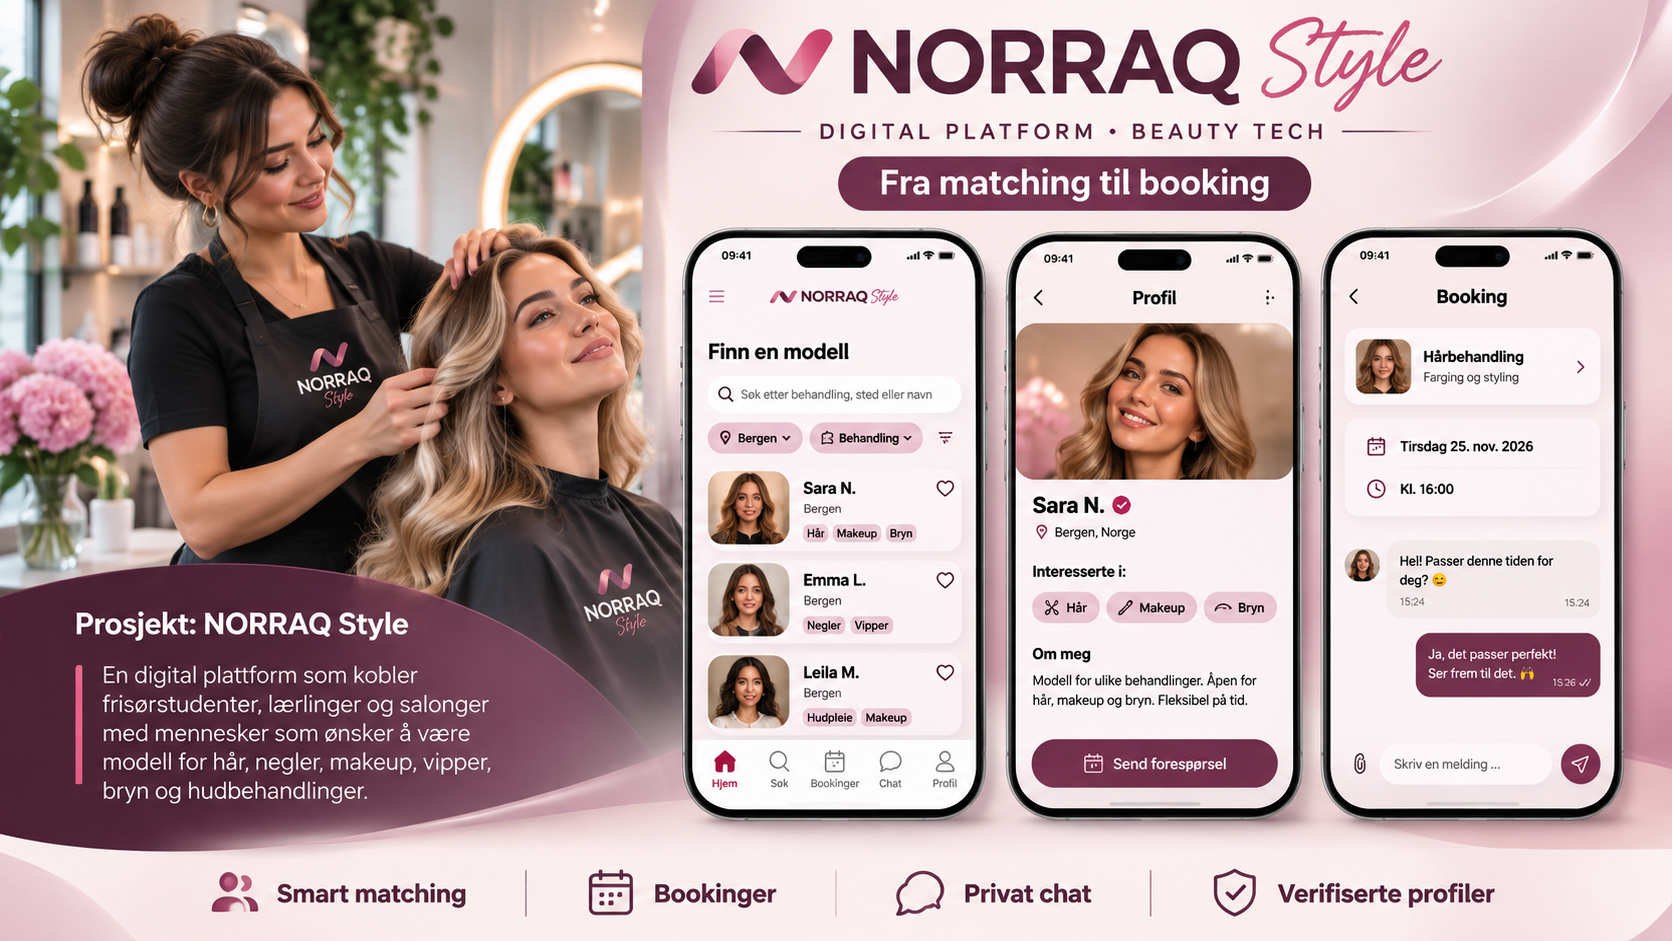 NORRAQ Style
DIGITAL PLATFORM • BEAUTY TECH
Fra matching til booking
NORRAQ
Style
NORRAQ
Style
Prosjekt: NORRAQ Style
En digital plattform som kobler
frisørstudenter, lærlinger og salonger
med mennesker som ønsker å være
modell for hår, negler, makeup, vipper,
bryn og hudbehandlinger.
09:41
NORRAQ Style
Finn en modell
Søk etter behandling, sted eller navn
Bergen
Behandling
Sara N.
Bergen
Hår Makeup Bryn
Emma L.
Bergen
Negler Vipper
Leila M.
Bergen
Hudpleie Makeup
Hjem Søk Bookinger Chat Profil
09:41
Profil
Sara N.
Bergen, Norge
Interesserte i:
Hår Makeup Bryn
Om meg
Modell for ulike behandlinger. Åpen for
hår, makeup og bryn. Fleksibel på tid.
Send forespørsel
09:41
Booking
Hårbehandling
Farging og styling
Tirsdag 25. nov. 2026
Kl. 16:00
Hel! Passer denne tiden for
deg? 😉
15:24 15.24
Ja, det passer perfekt!
Ser frem til det. 🙌
15:26
Skriv en melding ...
Smart matching
Bookinger
Privat chat
Verifiserte profiler